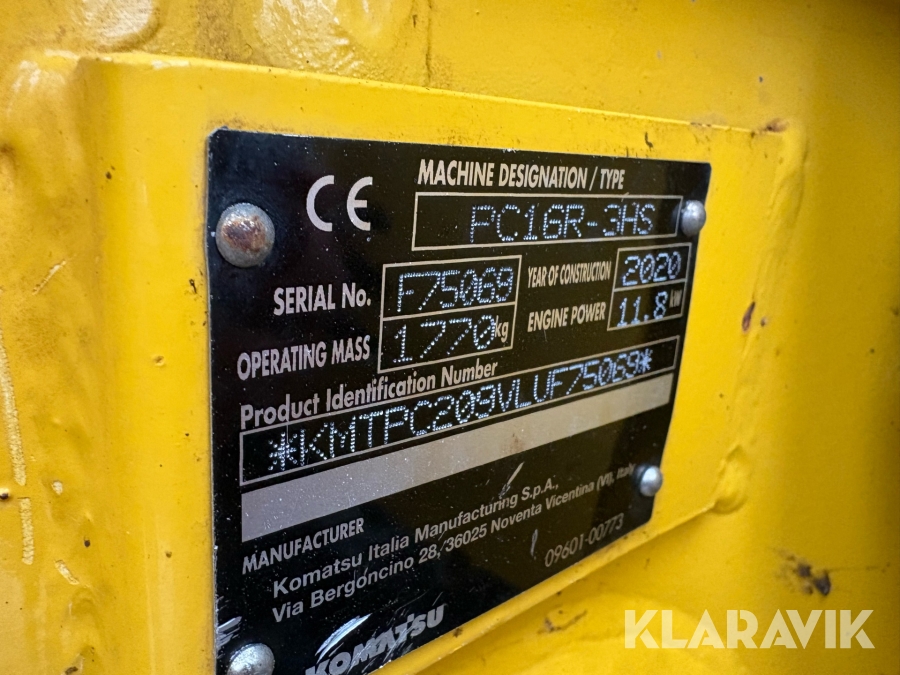 CE
MACHINE DESIGNATION / TYPE
PC16R-3HS
SERIAL No. F75069 YEAR OF CONSTRUCTION 2020
OPERATING MASS 1770kg ENGINE POWER 11.8 kW
Product Identification Number
*KMTPC209VLUF75069*
MANUFACTURER
Komatsu Italia Manufacturing S.p.A.,
Via Bergoncino 28, 36025 Noventa Vicentina (VI), Italy
09601-00773
KOMATSU
KLARAVIK